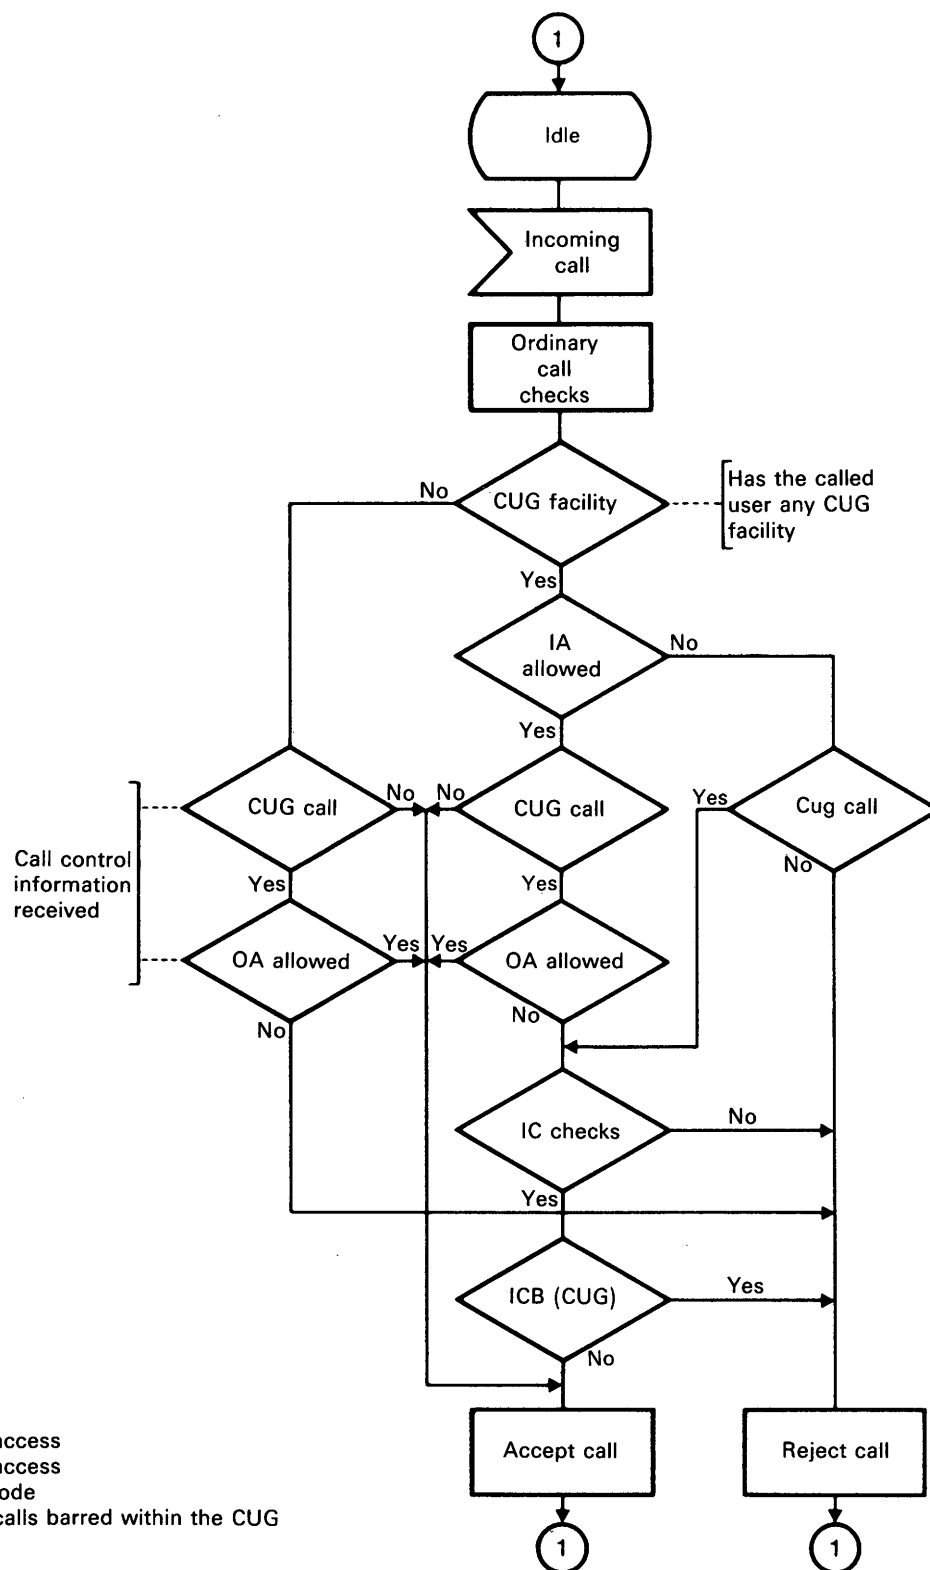 1
Idle
Incoming
call
Ordinary
call
checks
No
CUG facility
Has the called
user any CUG
facility
Yes
IA
allowed
No
Yes
CUG call
No
No
CUG call
Yes
Cug call
No
Call control
information
received
Yes
Yes
OA allowed
Yes
Yes
OA allowed
No
No
IC checks
No
Yes
ICB (CUG)
Yes
No
Accept call
Reject call
access
access
ode
calls barred within the CUG
1
1